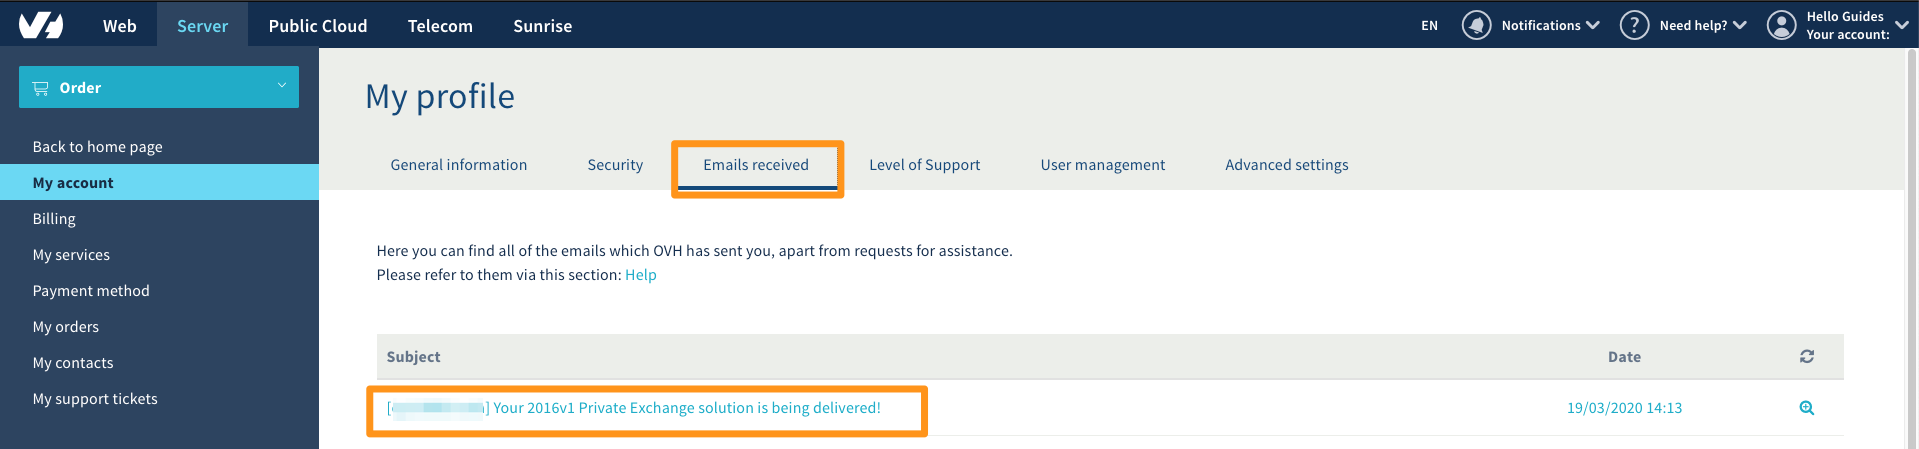 Web Server Public Cloud Telecom Sunrise EN Notifications Need help? Hello Guides
Your account:
Order
Back to home page
My account
Billing
My services
Payment method
My orders
My contacts
My support tickets
My profile
General information Security Emails received Level of Support User management Advanced settings
Here you can find all of the emails which OVH has sent you, apart from requests for assistance.
Please refer to them via this section: Help
Subject Date
[ ] Your 2016v1 Private Exchange solution is being delivered! 19/03/2020 14:13